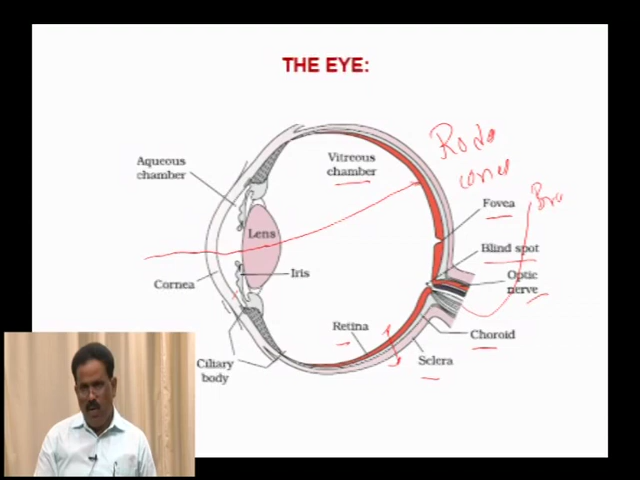 THE EYE:
Aqueous
chamber
Vitreous
chamber
Rods
cones
Fovea
Lens
Blind spot
Iris
Optic
nerve
Cornea
Retina
Choroid
Sclera
Ciliary
body